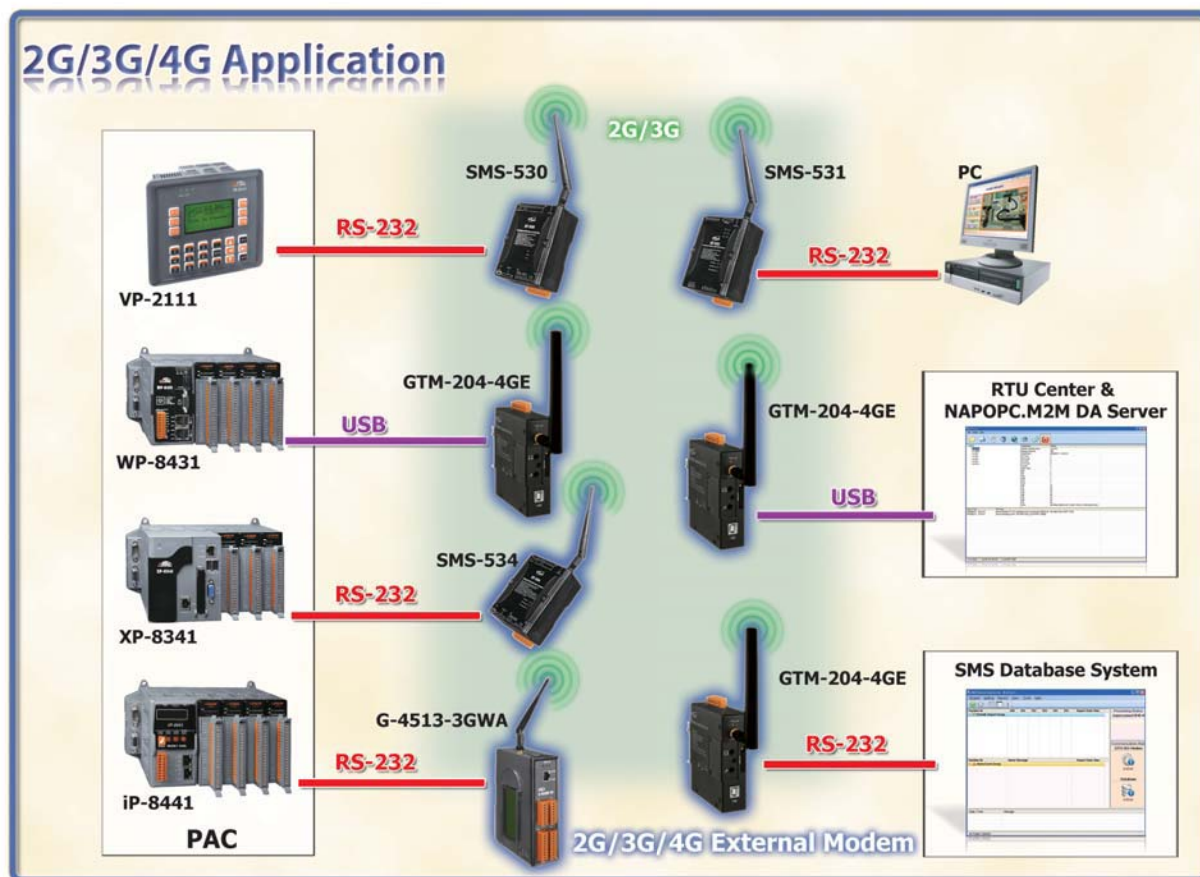 2G/3G/4G Application
2G/3G
SMS-530
SMS-531
PC
RS-232
RS-232
VP-2111
GTM-204-4GE
GTM-204-4GE
RTU Center &
NAPOPC.M2M DA Server
USB
WP-8431
USB
SMS-534
RS-232
XP-8341
GTM-204-4GE
SMS Database System
G-4513-3GWA
RS-232
RS-232
iP-8441
PAC
2G/3G/4G External Modem